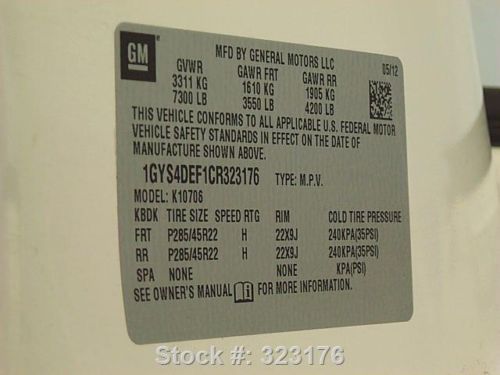 GM
MFD BY GENERAL MOTORS LLC
05/12
GVWR GAWR FRT GAWR RR
3311 KG 1610 KG 1905 KG
7300 LB 3550 LB 4200 LB
THIS VEHICLE CONFORMS TO ALL APPLICABLE U.S. FEDERAL MOTOR
VEHICLE SAFETY STANDARDS IN EFFECT ON THE DATE OF
MANUFACTURE SHOWN ABOVE.
1GYS4DEF1CR323176 TYPE: M.P.V.
MODEL: K10706
KBDK TIRE SIZE SPEED RTG RIM COLD TIRE PRESSURE
FRT P285/45R22 H 22X9J 240KPA(35PSI)
RR P285/45R22 H 22X9J 240KPA(35PSI)
SPA NONE NONE KPA(PSI)
SEE OWNER'S MANUAL FOR MORE INFORMATION.
Stock #: 323176